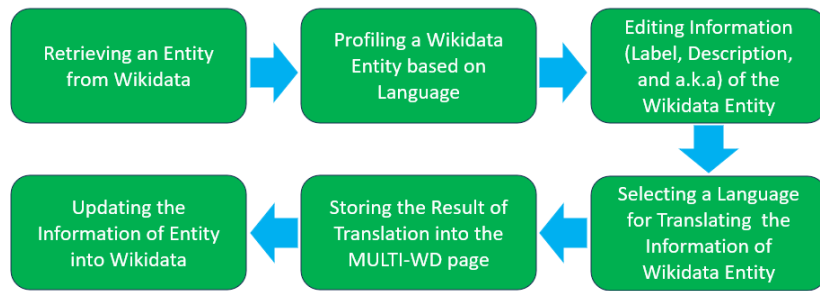 Retrieving an Entity
from Wikidata
Profiling a Wikidata
Entity based on
Language
Editing Information
(Label, Description,
and a.k.a) of the
Wikidata Entity
Selecting a Language
for Translating the
Information of
Wikidata Entity
Storing the Result of
Translation into the
MULTI-WD page
Updating the
Information of Entity
into Wikidata